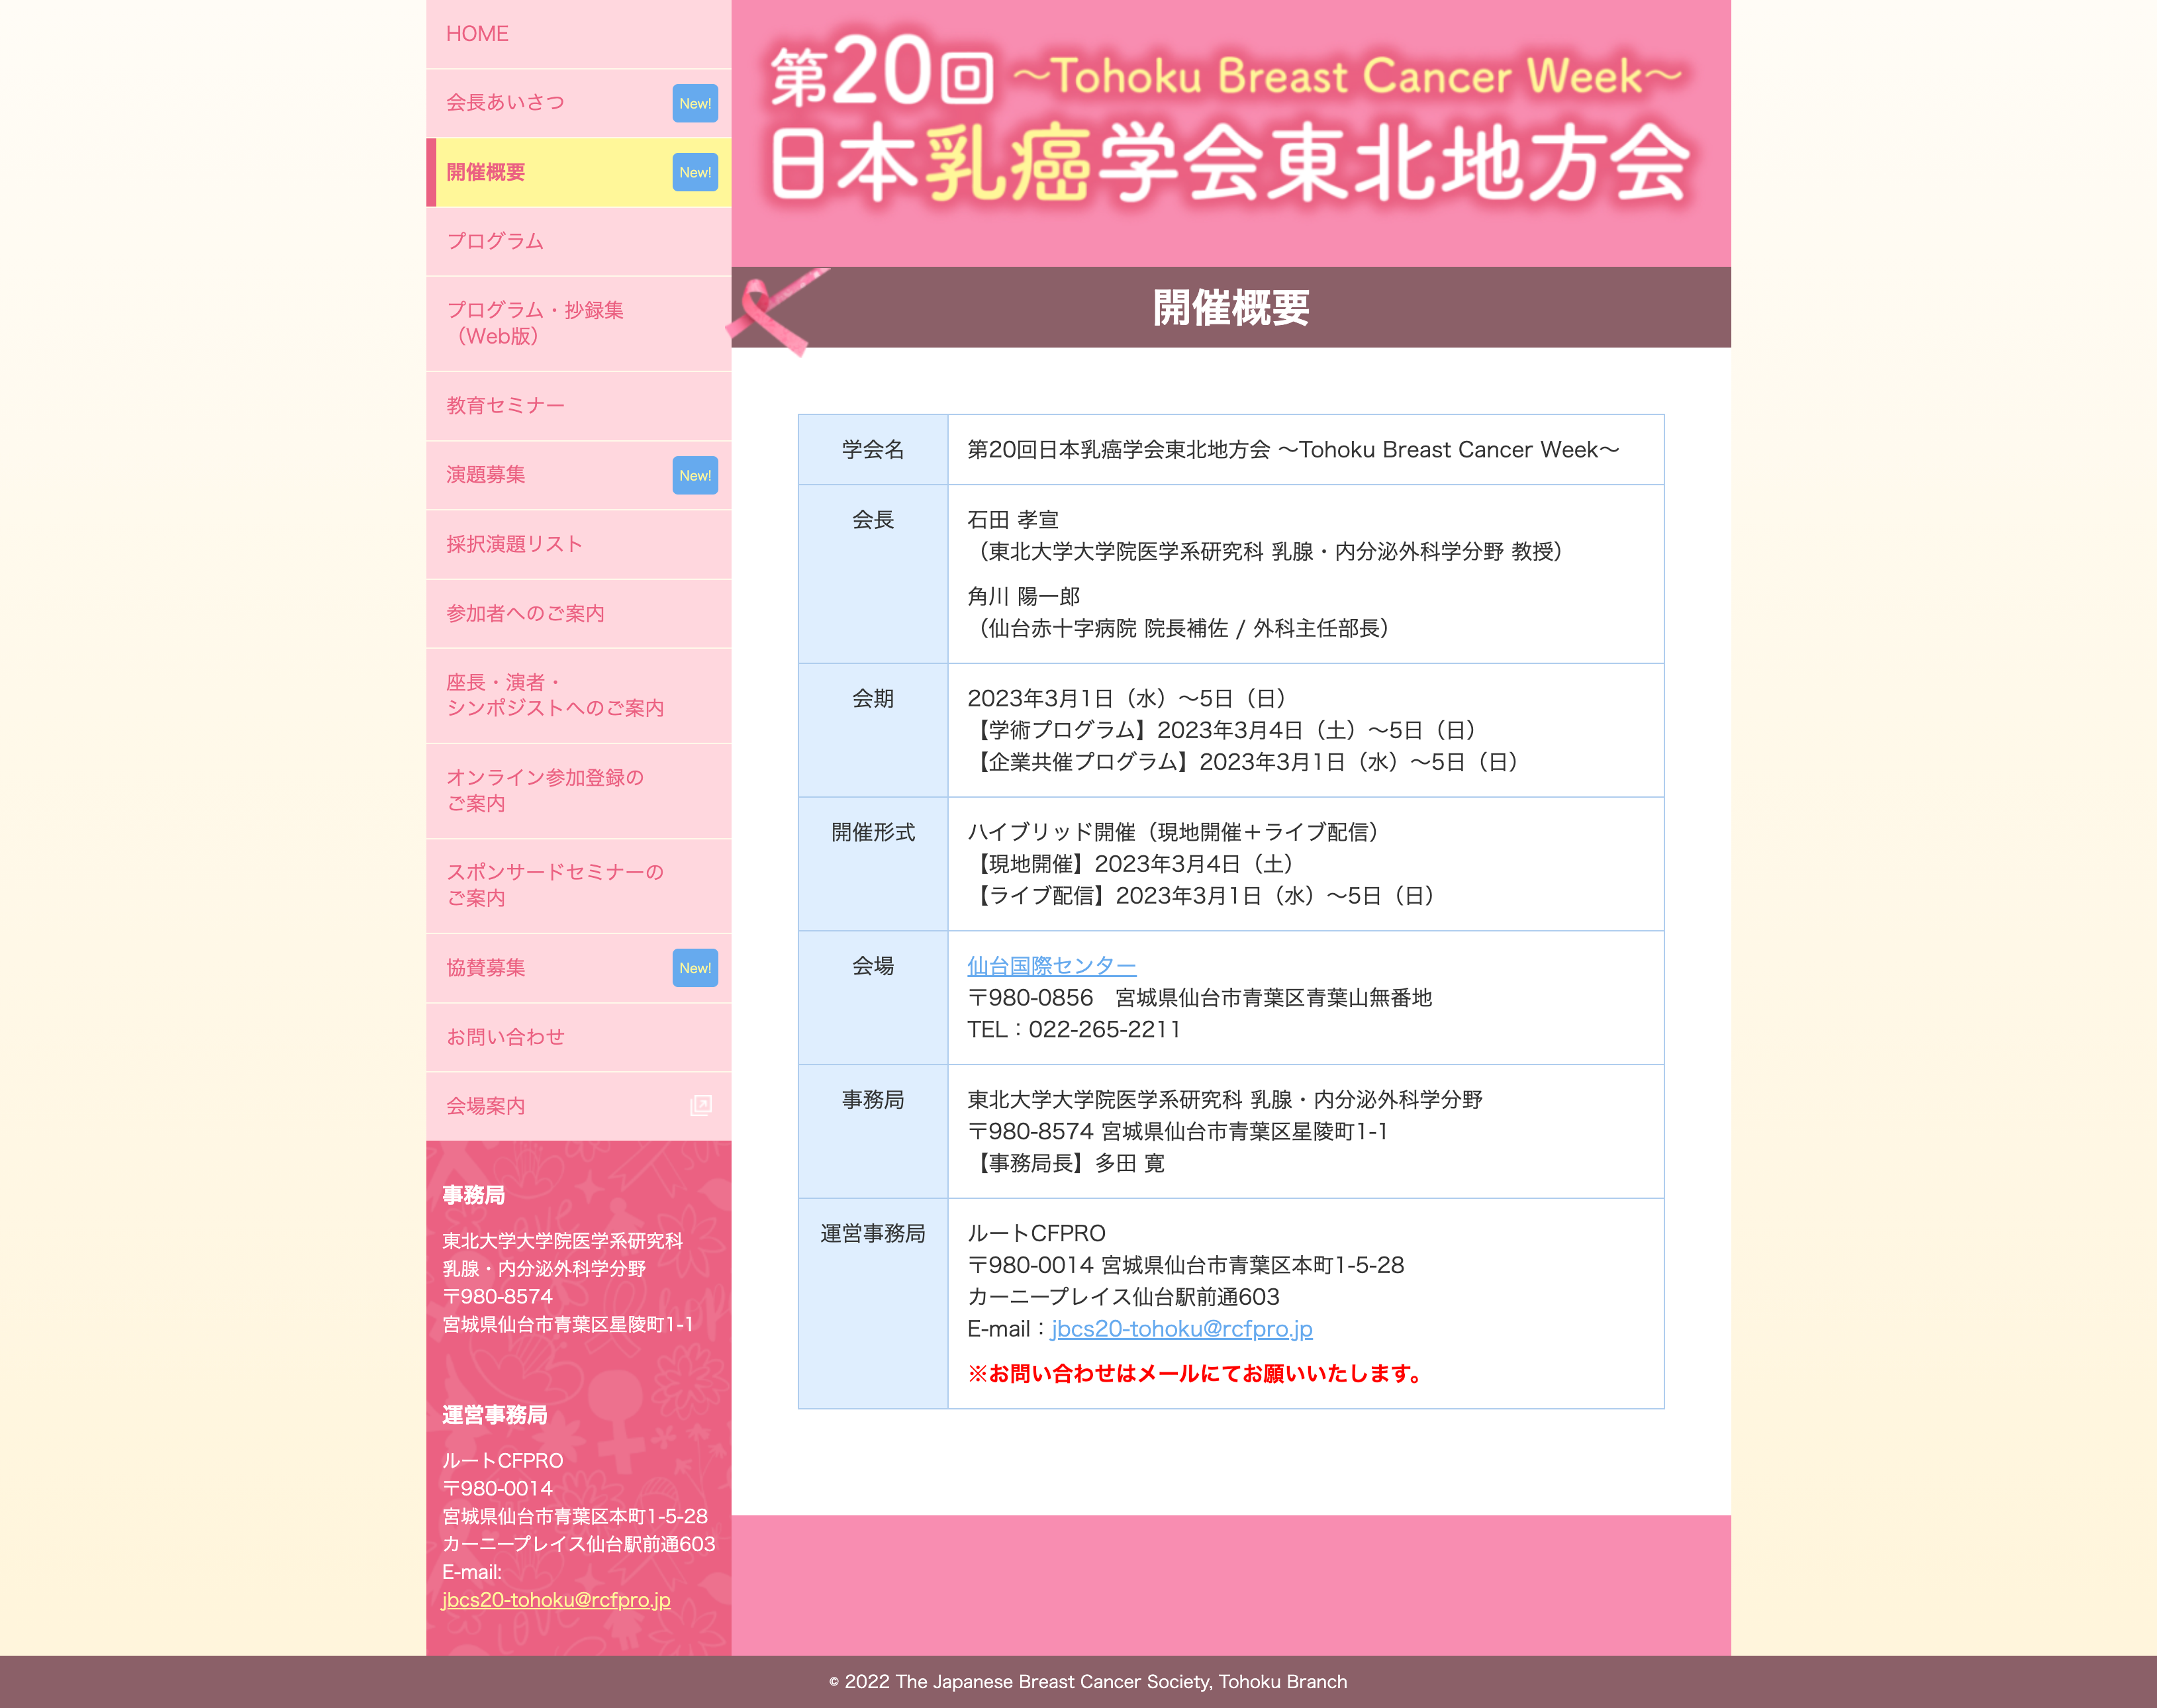 HOME
会長あいさつ
New!
開催概要
New!
プログラム
プログラム・抄録集
（Web版）
教育セミナー
演題募集
New!
採択演題リスト
参加者へのご案内
座長・演者・
シンポジストへのご案内
オンライン参加登録の
ご案内
スポンサードセミナーの
ご案内
協賛募集
New!
お問い合わせ
会場案内
事務局
東北大学大学院医学系研究科
乳腺・内分泌外科学分野
〒980-8574
宮城県仙台市青葉区星陵町1-1
運営事務局
ルートCFPRO
〒980-0014
宮城県仙台市青葉区本町1-5-28
カーニープレイス仙台駅前通603
E-mail:
jbcs20-tohoku@rcfpro.jp
第20回 〜Tohoku Breast Cancer Week〜
日本乳癌学会東北地方会
開催概要
学会名
第20回日本乳癌学会東北地方会 〜Tohoku Breast Cancer Week〜
会長
石田 孝宣
（東北大学大学院医学系研究科 乳腺・内分泌外科学分野 教授）
角川 陽一郎
（仙台赤十字病院 院長補佐 / 外科主任部長）
会期
2023年3月1日（水）〜5日（日）
【学術プログラム】2023年3月4日（土）〜5日（日）
【企業共催プログラム】2023年3月1日（水）〜5日（日）
開催形式
ハイブリッド開催（現地開催＋ライブ配信）
【現地開催】2023年3月4日（土）
【ライブ配信】2023年3月1日（水）〜5日（日）
会場
仙台国際センター
〒980-0856　宮城県仙台市青葉区青葉山無番地
TEL：022-265-2211
事務局
東北大学大学院医学系研究科 乳腺・内分泌外科学分野
〒980-8574 宮城県仙台市青葉区星陵町1-1
【事務局長】多田 寛
運営事務局
ルートCFPRO
〒980-0014 宮城県仙台市青葉区本町1-5-28
カーニープレイス仙台駅前通603
E-mail：jbcs20-tohoku@rcfpro.jp
※お問い合わせはメールにてお願いいたします。
© 2022 The Japanese Breast Cancer Society, Tohoku Branch